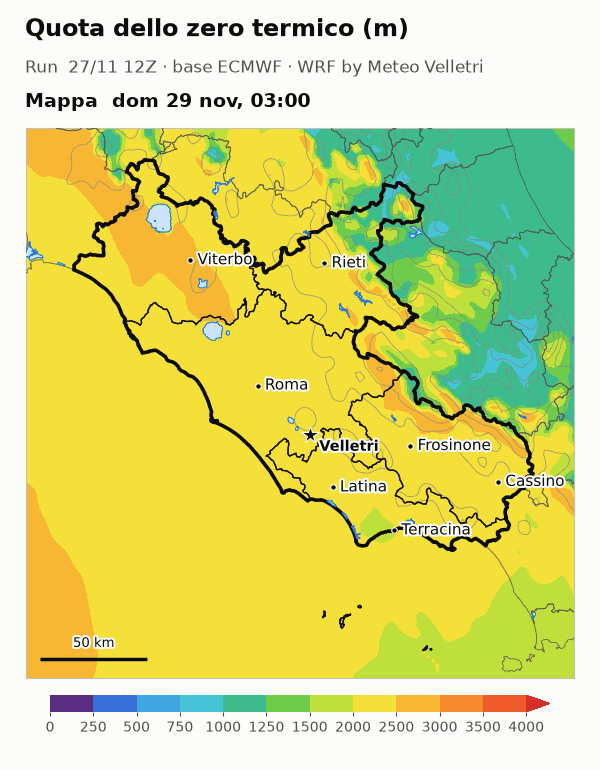 Quota dello zero termico (m)
Run 27/11 12Z · base ECMWF · WRF by Meteo Velletri
Mappa dom 29 nov, 03:00
Viterbo
Rieti
Roma
Velletri
Frosinone
Cassino
Latina
Terracina
50 km
0 250 500 750 1000 1250 1500 2000 2500 3000 3500 4000